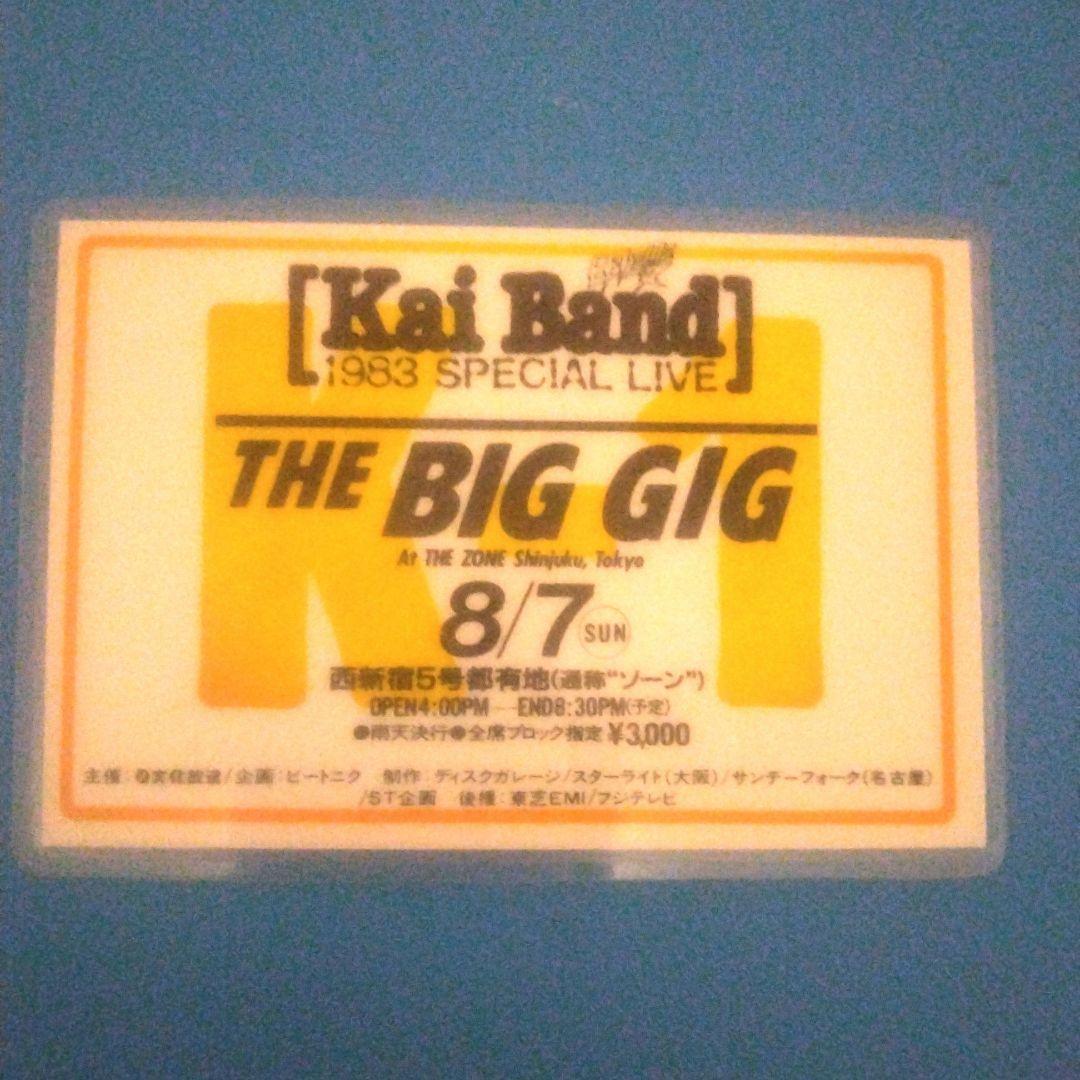 [Kai Band]
1983 SPECIAL LIVE
THE BIG GIG
At THE ZONE Shinjuku, Tokyo
8/7 SUN
西新宿5号都有地(通称"ゾーン")
OPEN4:00PM—END8:30PM(予定)
●雨天決行●全席ブロック指定 ¥3,000
主催:文化放送/企画:ビートニク 制作:ディスクガレージ/スターライト(大阪)/サンデーフォーク(名古屋)
/ST企画 後援:東芝EMI/フジテレビ